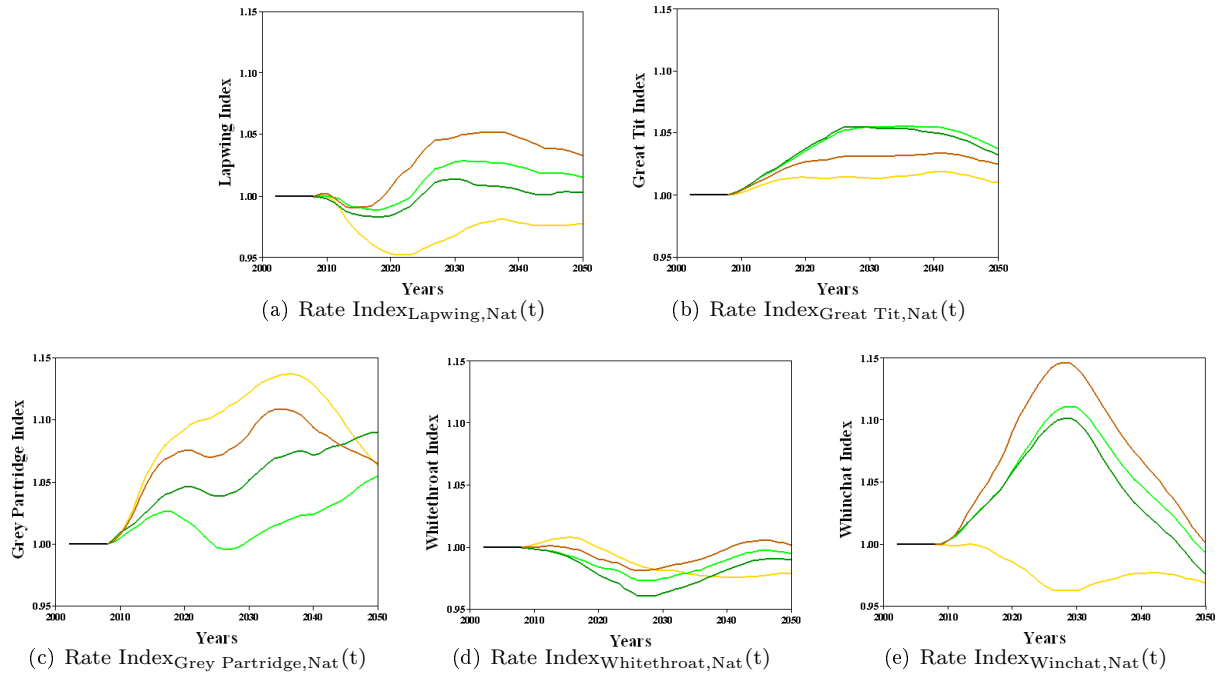 1.15
1.10
1.05
1.00
0.95
Lapwing Index
2000 2010 2020 2030 2040 2050
Years
(a) Rate Index_Lapwing,Nat(t)
1.15
1.10
1.05
1.00
0.95
Great Tit Index
2000 2010 2020 2030 2040 2050
Years
(b) Rate Index_Great Tit,Nat(t)
1.15
1.10
1.05
1.00
0.95
Grey Partridge Index
2000 2010 2020 2030 2040 2050
Years
(c) Rate Index_Grey Partridge,Nat(t)
1.15
1.10
1.05
1.00
0.95
Whitethroat Index
2000 2010 2020 2030 2040 2050
Years
(d) Rate Index_Whitethroat,Nat(t)
1.15
1.10
1.05
1.00
0.95
Whinchat Index
2000 2010 2020 2030 2040 2050
Years
(e) Rate Index_Winchat,Nat(t)